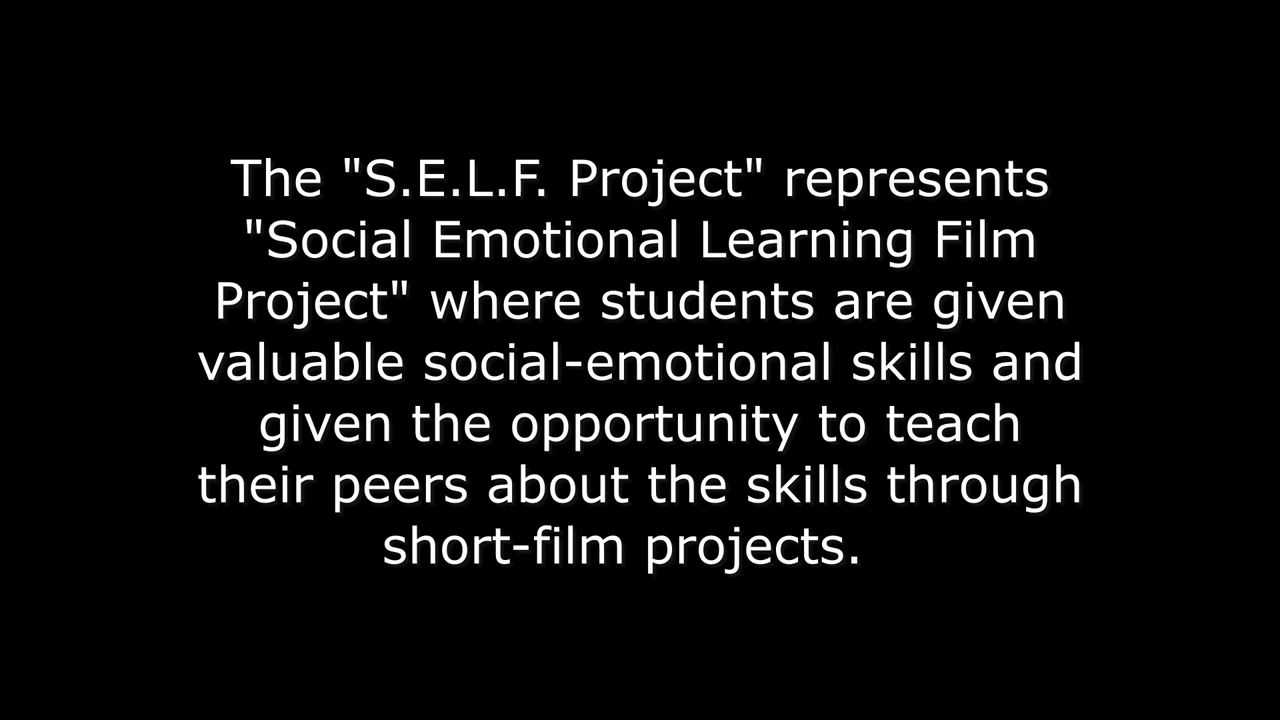 The "S.E.L.F. Project" represents
"Social Emotional Learning Film
Project" where students are given
valuable social-emotional skills and
given the opportunity to teach
their peers about the skills through
short-film projects.